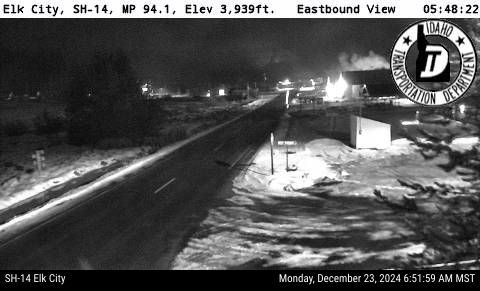 Elk City, SH-14, MP 94.1, Elev 3,939ft.   Eastbound View    05:48:22
IDAHO
TRANSPORTATION DEPARTMENT
SH-14 Elk City
Monday, December 23, 2024 6:51:59 AM MST